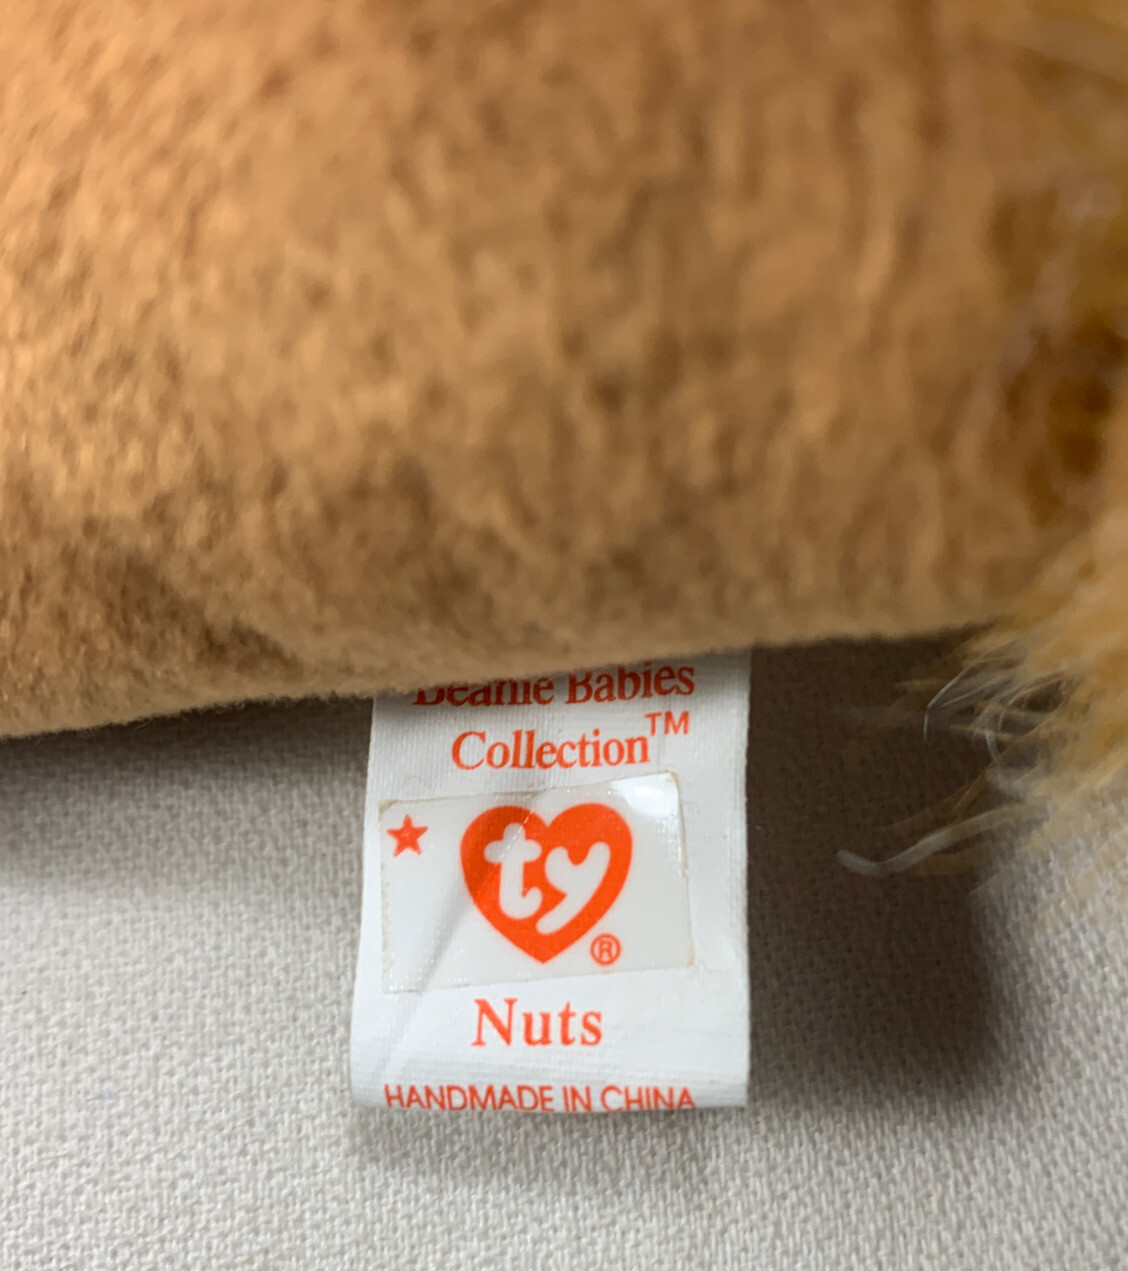 Beanie Babies
Collection™
ty®
Nuts
HANDMADE IN CHINA